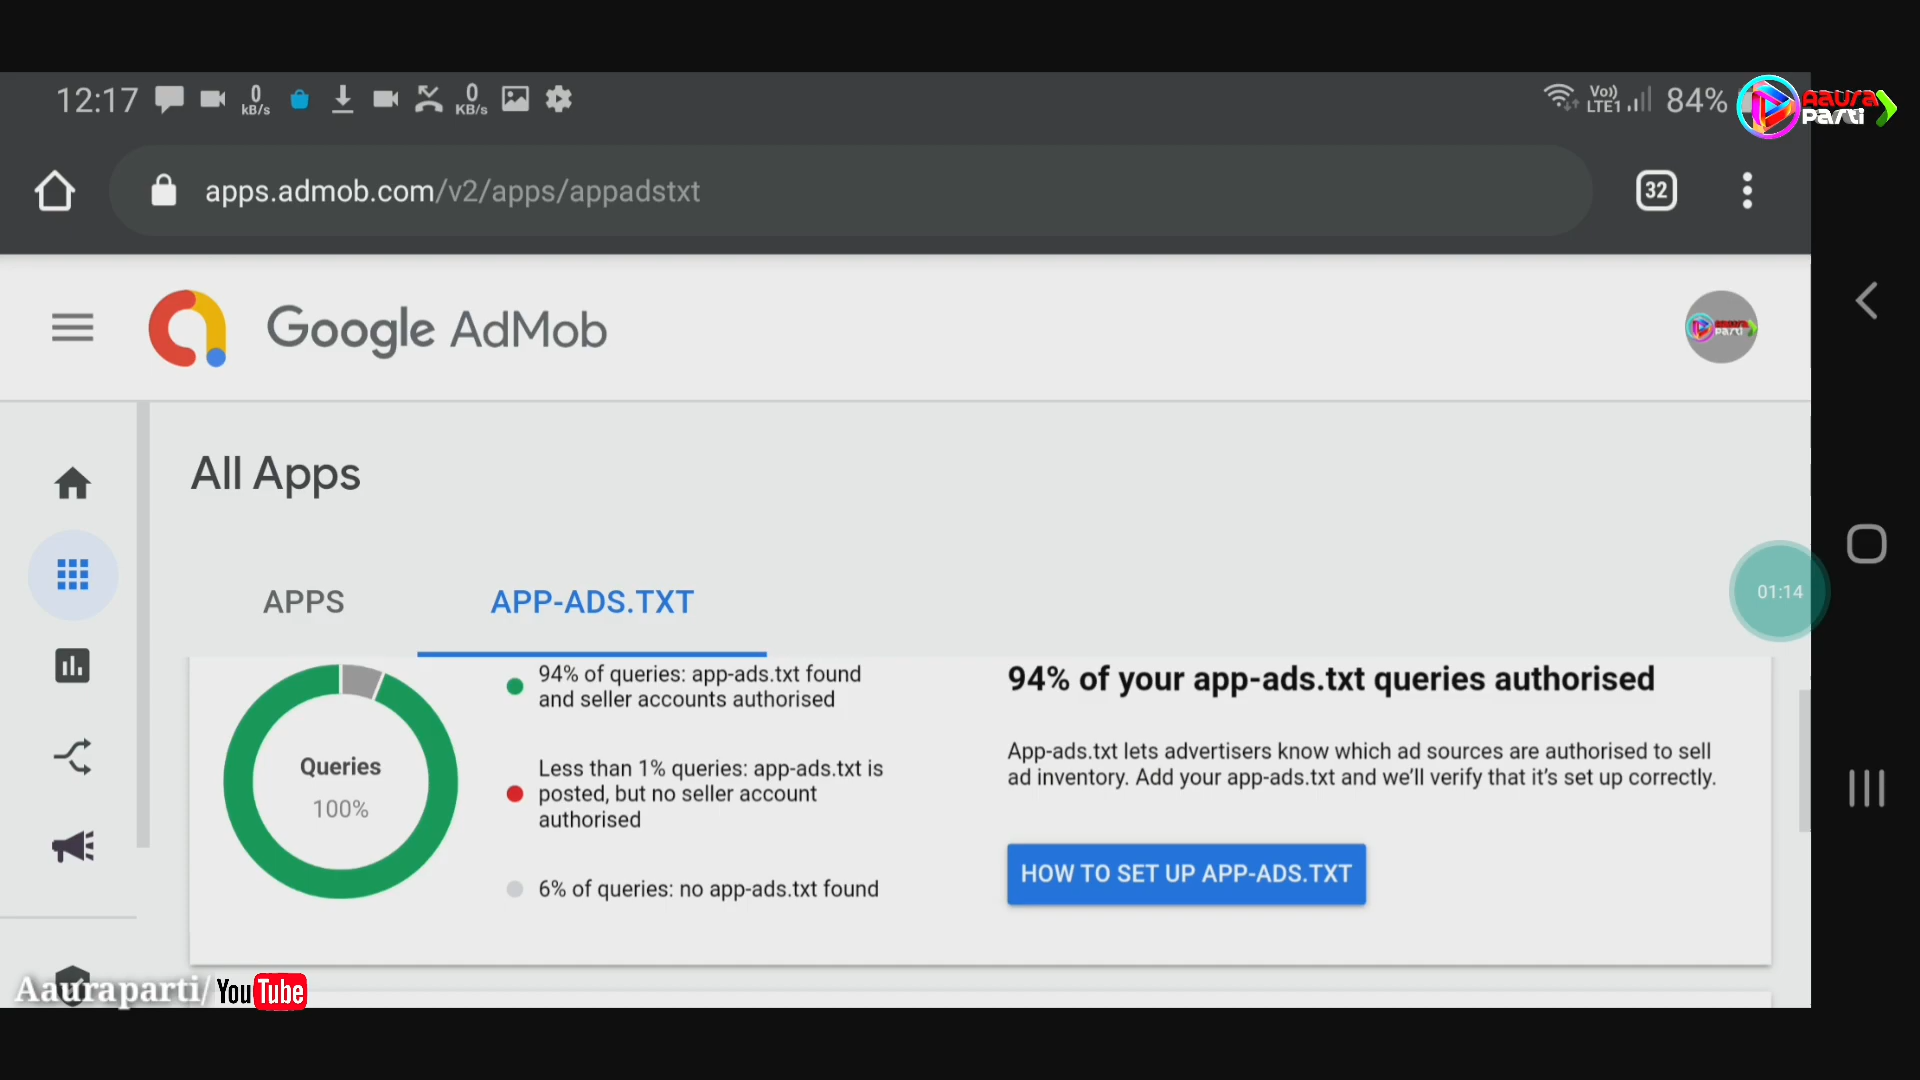 12:17
0
kB/s
0
KB/s
Vo))
LTE1
84%
Aaura
Parti
apps.admob.com/v2/apps/appadstxt
32
Google AdMob
All Apps
APPS
APP-ADS.TXT
01:14
Queries
100%
94% of queries: app-ads.txt found
and seller accounts authorised
Less than 1% queries: app-ads.txt is
posted, but no seller account
authorised
6% of queries: no app-ads.txt found
94% of your app-ads.txt queries authorised
App-ads.txt lets advertisers know which ad sources are authorised to sell
ad inventory. Add your app-ads.txt and we’ll verify that it’s set up correctly.
HOW TO SET UP APP-ADS.TXT
Aauraparti/YouTube